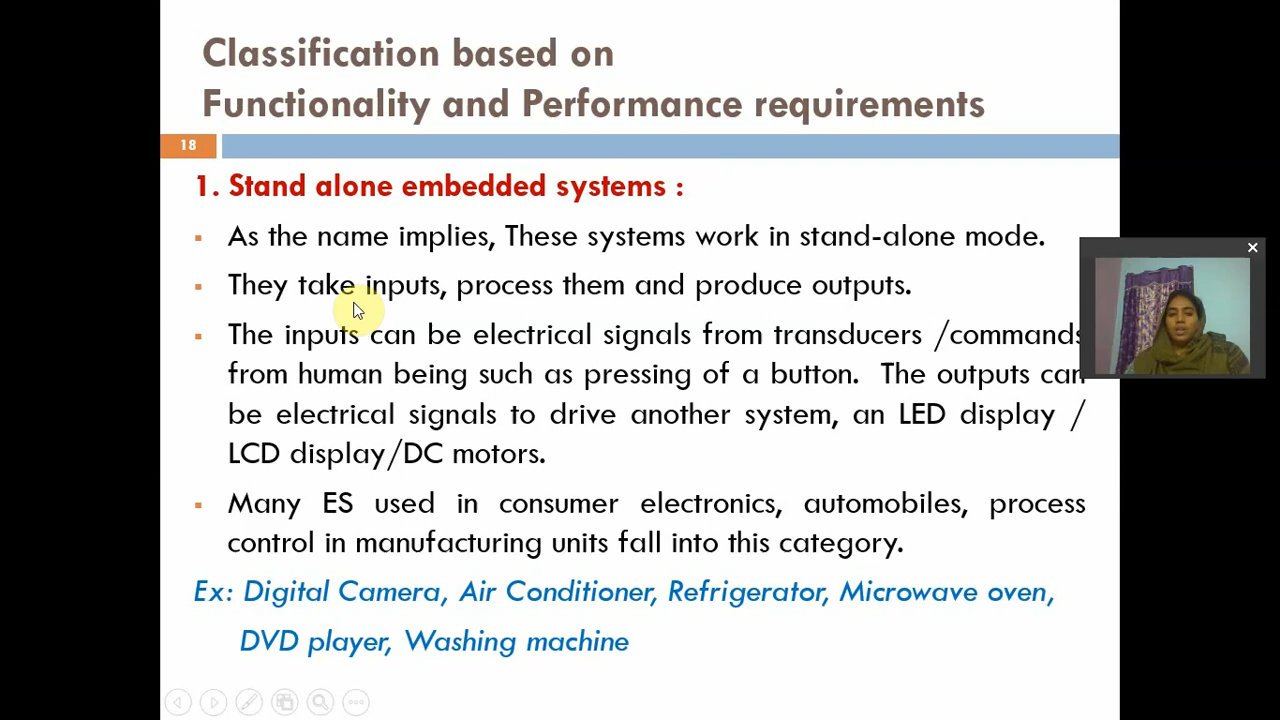 Classification based on
Functionality and Performance requirements
18
1. Stand alone embedded systems :
▪ As the name implies, These systems work in stand-alone mode.
▪ They take inputs, process them and produce outputs.
▪ The inputs can be electrical signals from transducers /commands
from human being such as pressing of a button. The outputs can
be electrical signals to drive another system, an LED display /
LCD display/DC motors.
▪ Many ES used in consumer electronics, automobiles, process
control in manufacturing units fall into this category.
Ex: Digital Camera, Air Conditioner, Refrigerator, Microwave oven,
DVD player, Washing machine